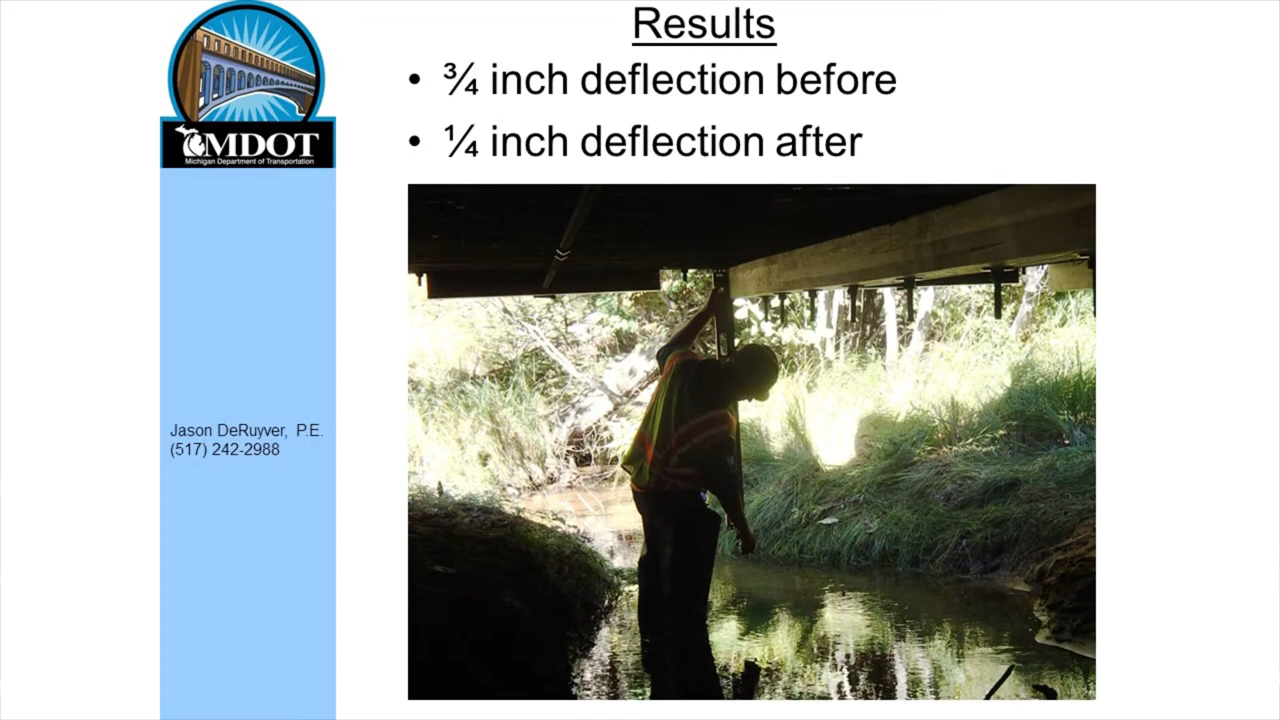 Results
• ¾ inch deflection before
• ¼ inch deflection after
MDOT
Michigan Department of Transportation
Jason DeRuyver, P.E.
(517) 242-2988